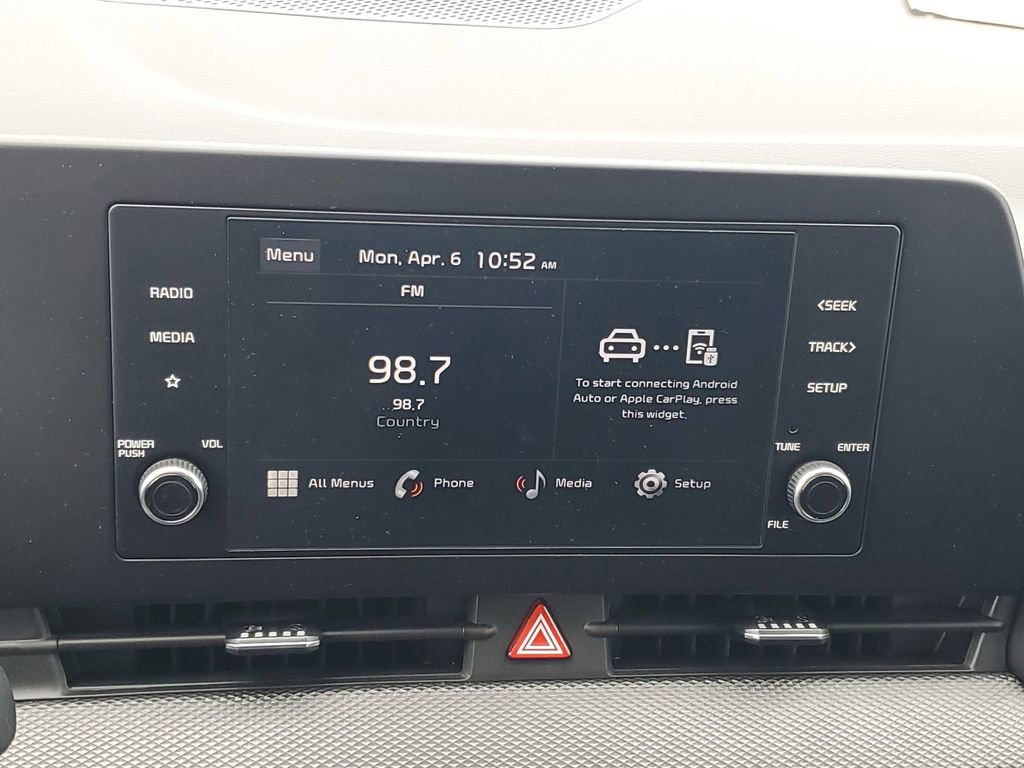 Menu
Mon, Apr. 6 10:52 AM
RADIO
MEDIA
POWER
PUSH
VOL
FM
98.7
98.7
Country
To start connecting Android
Auto or Apple CarPlay, press
this widget.
All Menus
Phone
Media
Setup
<SEEK
TRACK>
SETUP
TUNE
ENTER
FILE